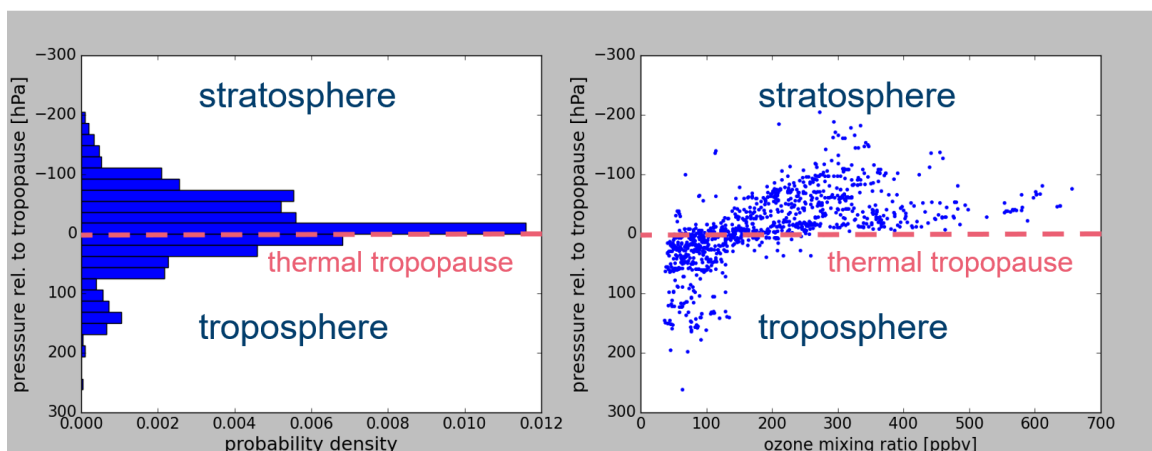 −300
−200
−100
0
100
200
300
presssure rel. to tropopause [hPa]
stratosphere
thermal tropopause
troposphere
0.000 0.002 0.004 0.006 0.008 0.010 0.012
probability density
−300
−200
−100
0
100
200
300
presssure rel. to tropopause [hPa]
stratosphere
thermal tropopause
troposphere
0 100 200 300 400 500 600 700
ozone mixing ratio [ppbv]